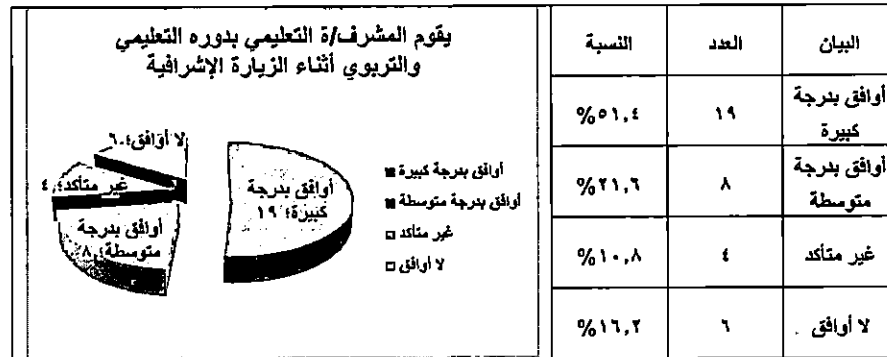 يقوم المشرف/ة التعليمي بدوره التعليمي
والتربوي أثناء الزيارة الإشرافية
لا أوافق؛ ٦
غير متأكد؛ ٤
أوافق بدرجة
متوسطة؛ ٨
أوافق بدرجة
كبيرة؛ ١٩
أوافق بدرجة كبيرة
أوافق بدرجة متوسطة
غير متأكد
لا أوافق
البيان العدد النسبة
أوافق بدرجة
كبيرة
١٩ ٥١,٤%
أوافق بدرجة
متوسطة
٨ ٢١,٦%
غير متأكد ٤ ١٠,٨%
لا أوافق ٦ ١٦,٢%